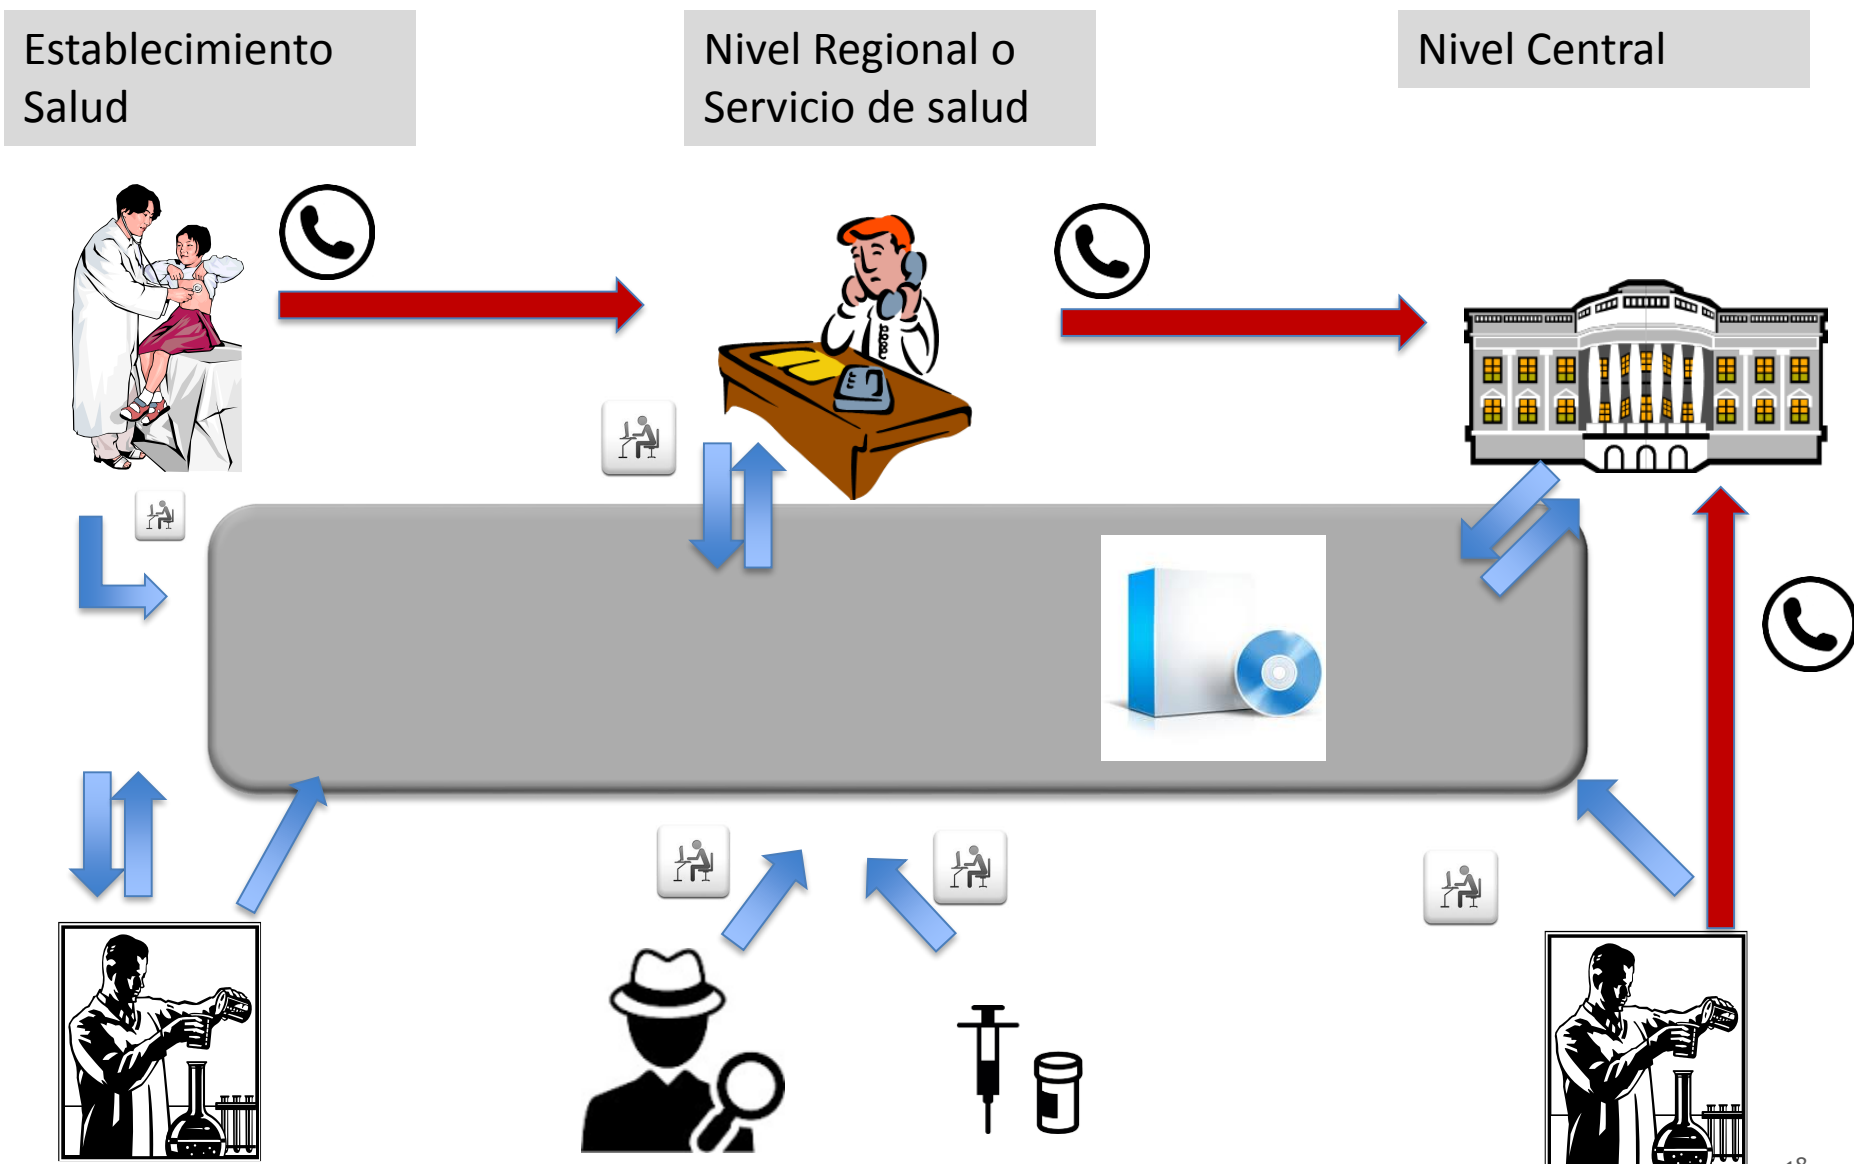 Establecimiento
Salud
Nivel Regional o
Servicio de salud
Nivel Central